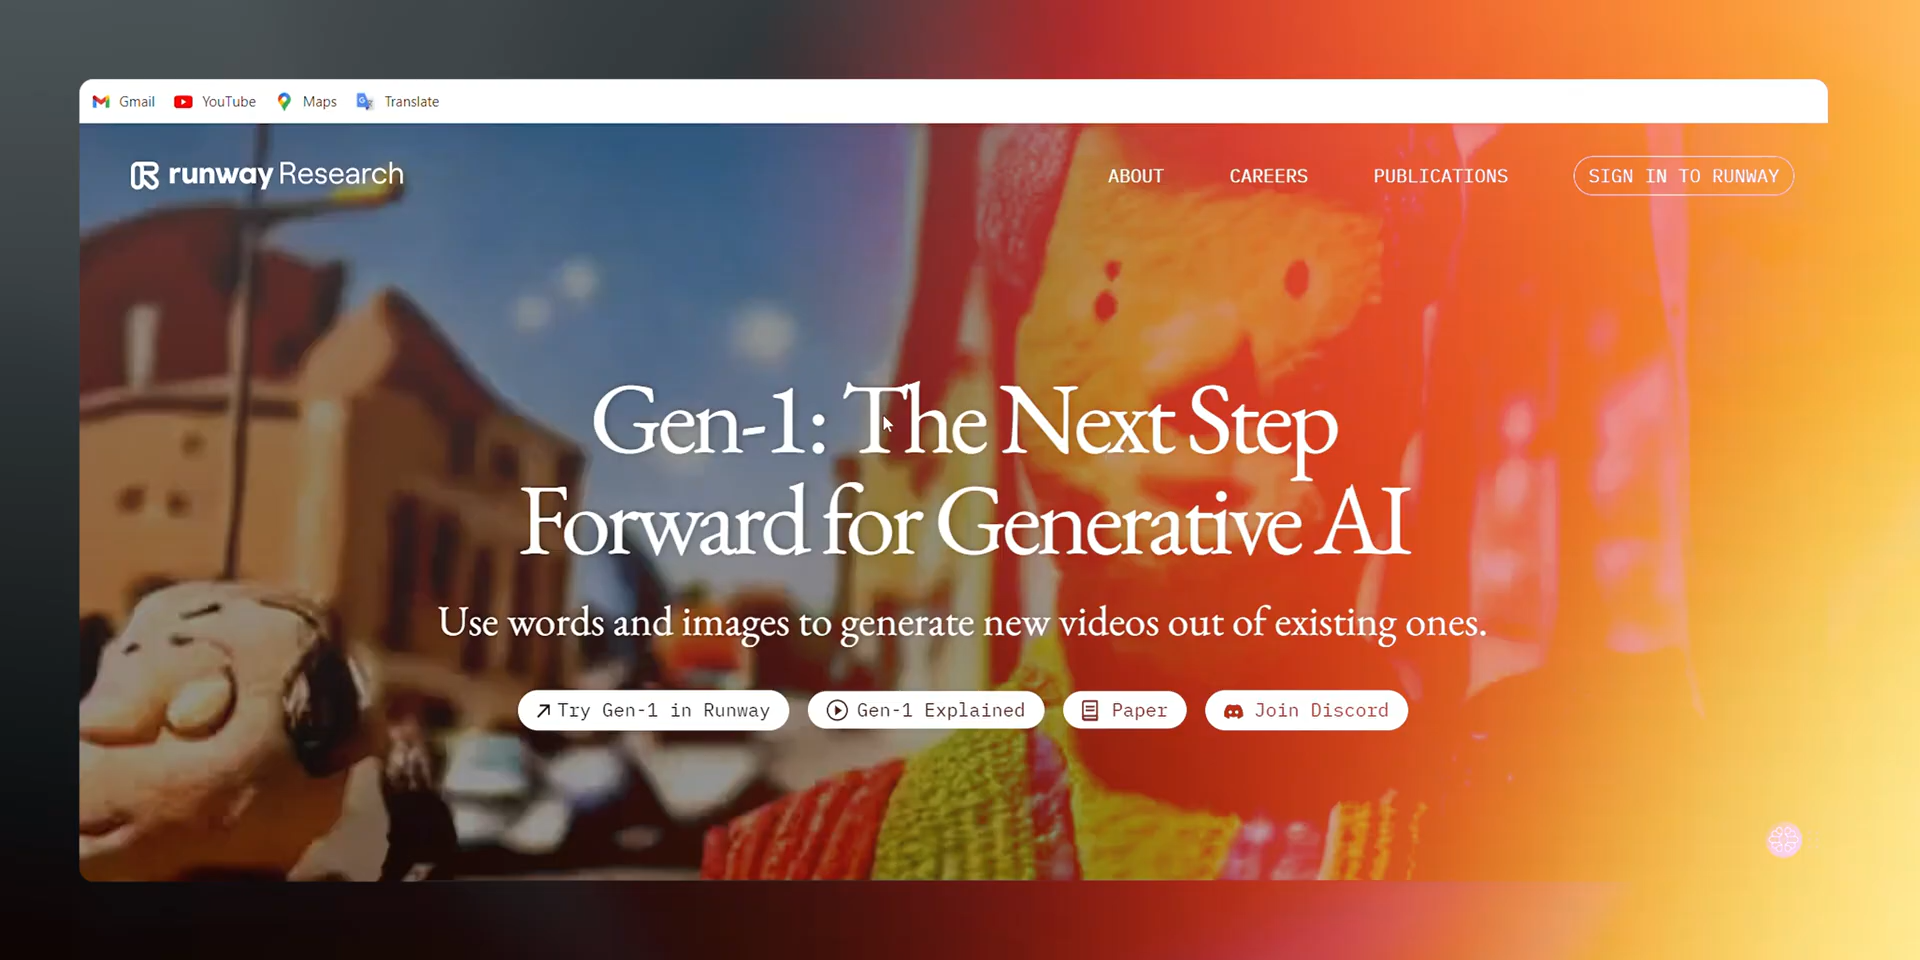 Gmail YouTube Maps Translate
runway Research
ABOUT CAREERS PUBLICATIONS SIGN IN TO RUNWAY
Gen-1: The Next Step
Forward for Generative AI
Use words and images to generate new videos out of existing ones.
Try Gen-1 in Runway Gen-1 Explained Paper Join Discord